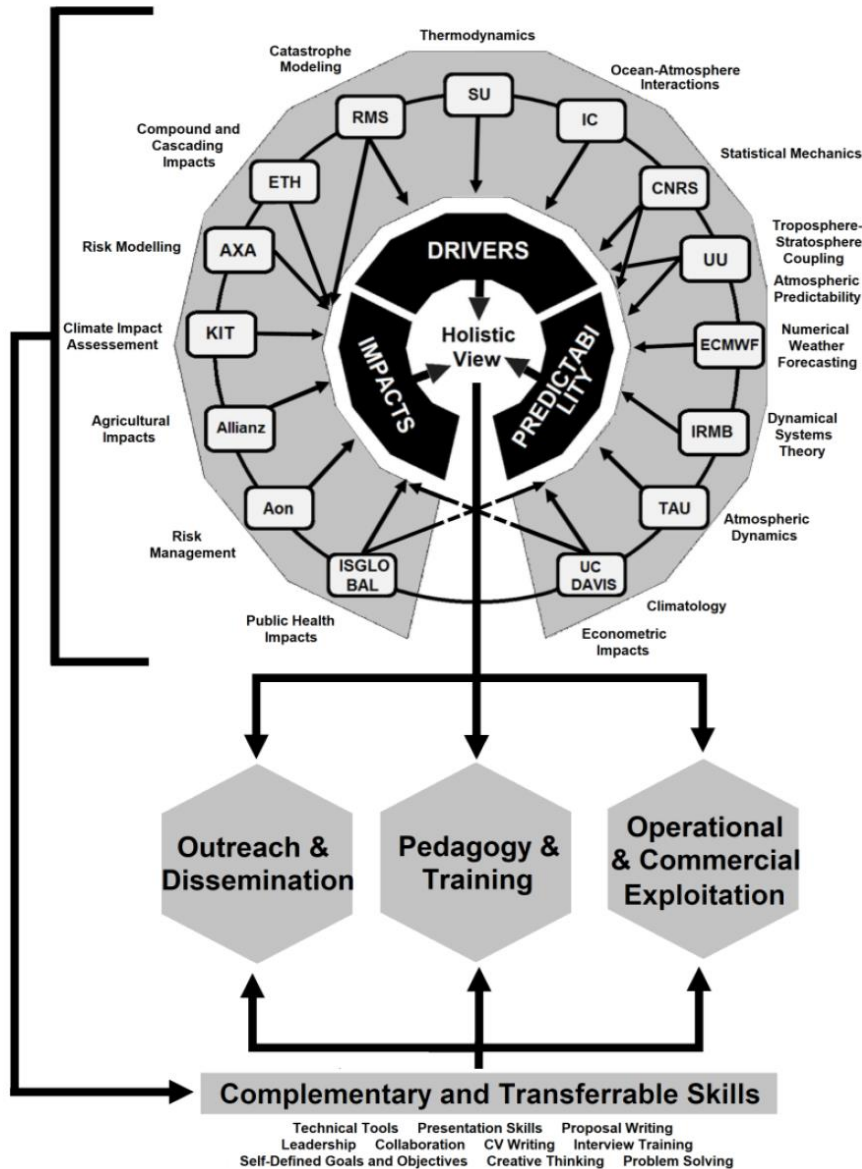 Thermodynamics
Catastrophe
Modeling
Ocean-Atmosphere
Interactions
SU
RMS
IC
Compound and
Cascading
Impacts
Statistical Mechanics
ETH
CNRS
Risk Modelling
AXA
DRIVERS
UU
Troposphere-
Stratosphere
Coupling
Atmospheric
Predictability
Climate Impact
Assessement
KIT
Holistic
View
ECMWF
Numerical
Weather
Forecasting
IMPACTS
PREDICTABI
LITY
Agricultural
Impacts
Allianz
IRMB
Dynamical
Systems
Theory
Aon
TAU
Risk
Management
Atmospheric
Dynamics
ISGLO
BAL
UC
DAVIS
Public Health
Impacts
Climatology
Econometric
Impacts
Outreach &
Dissemination
Pedagogy &
Training
Operational
& Commercial
Exploitation
Complementary and Transferrable Skills
Technical Tools Presentation Skills Proposal Writing
Leadership Collaboration CV Writing Interview Training
Self-Defined Goals and Objectives Creative Thinking Problem Solving